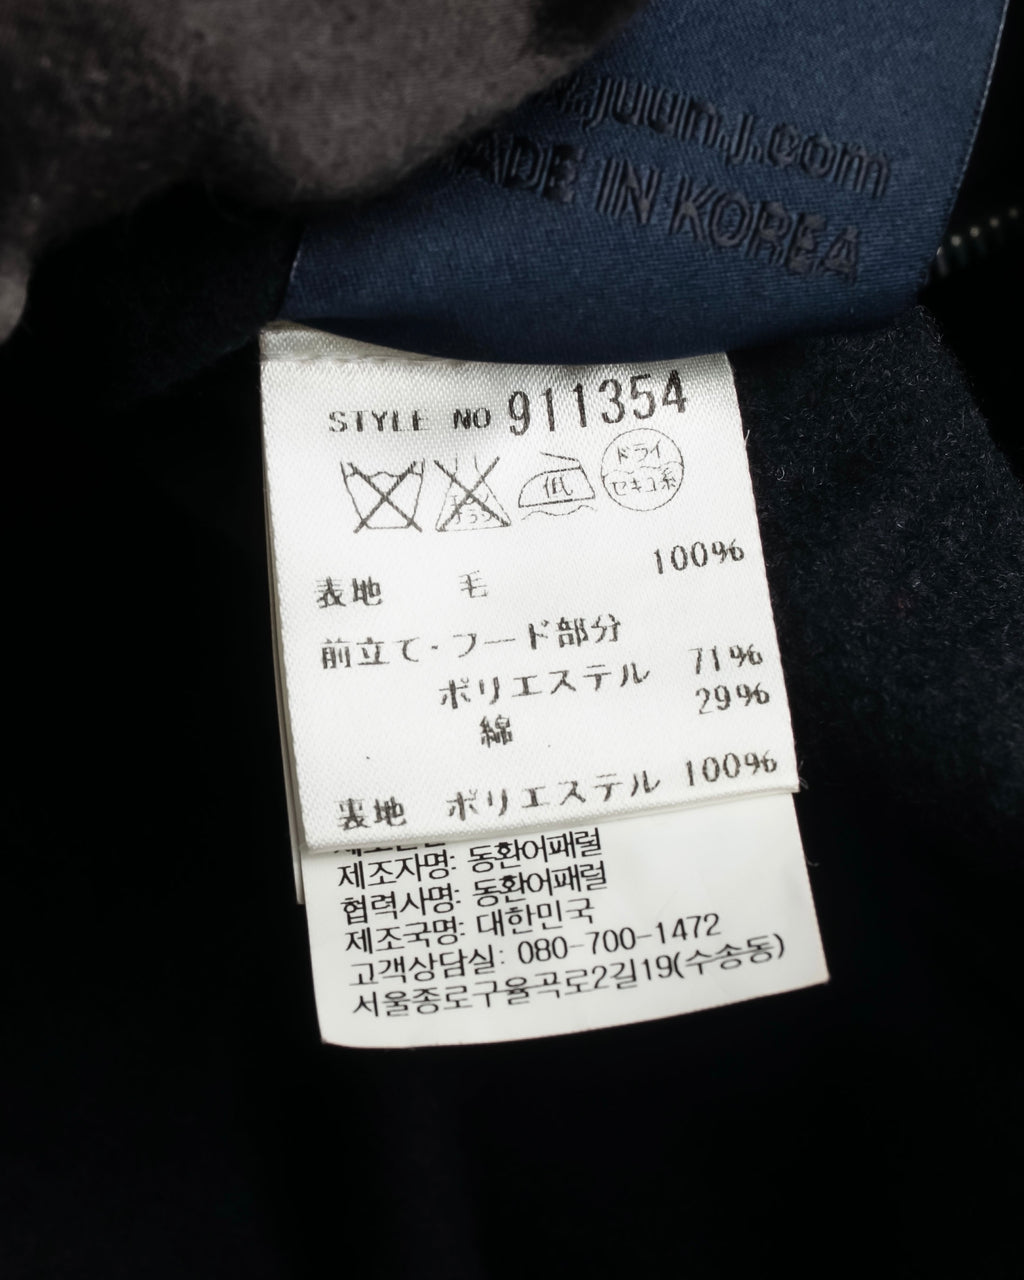 juun.j.com
MADE IN KOREA
STYLE NO 911354
低
ドライ
セキユ系
表地 毛 100%
前立て・フード部分
ポリエステル 71%
綿 29%
裏地 ポリエステル 100%
제조자명: 동환어패럴
협력사명: 동환어패럴
제조국명: 대한민국
고객상담실: 080-700-1472
서울종로구율곡로2길19(수송동)